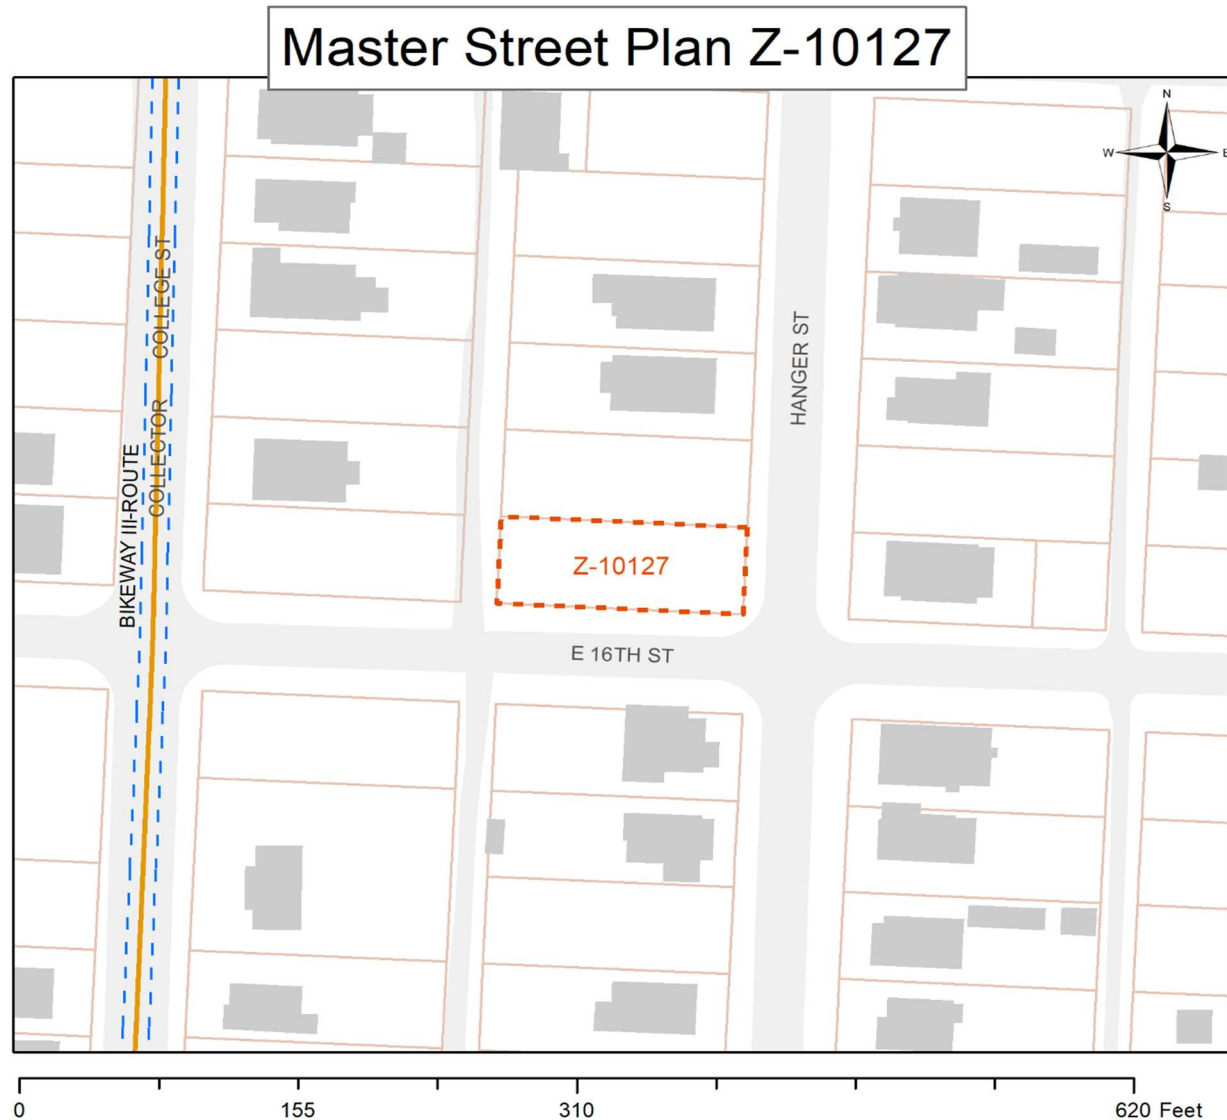 Master Street Plan Z-10127
N
W
E
S
COLLEGE ST
COLLECTOR
BIKEWAY III-ROUTE
HANGER ST
Z-10127
E 16TH ST
0 155 310 620 Feet